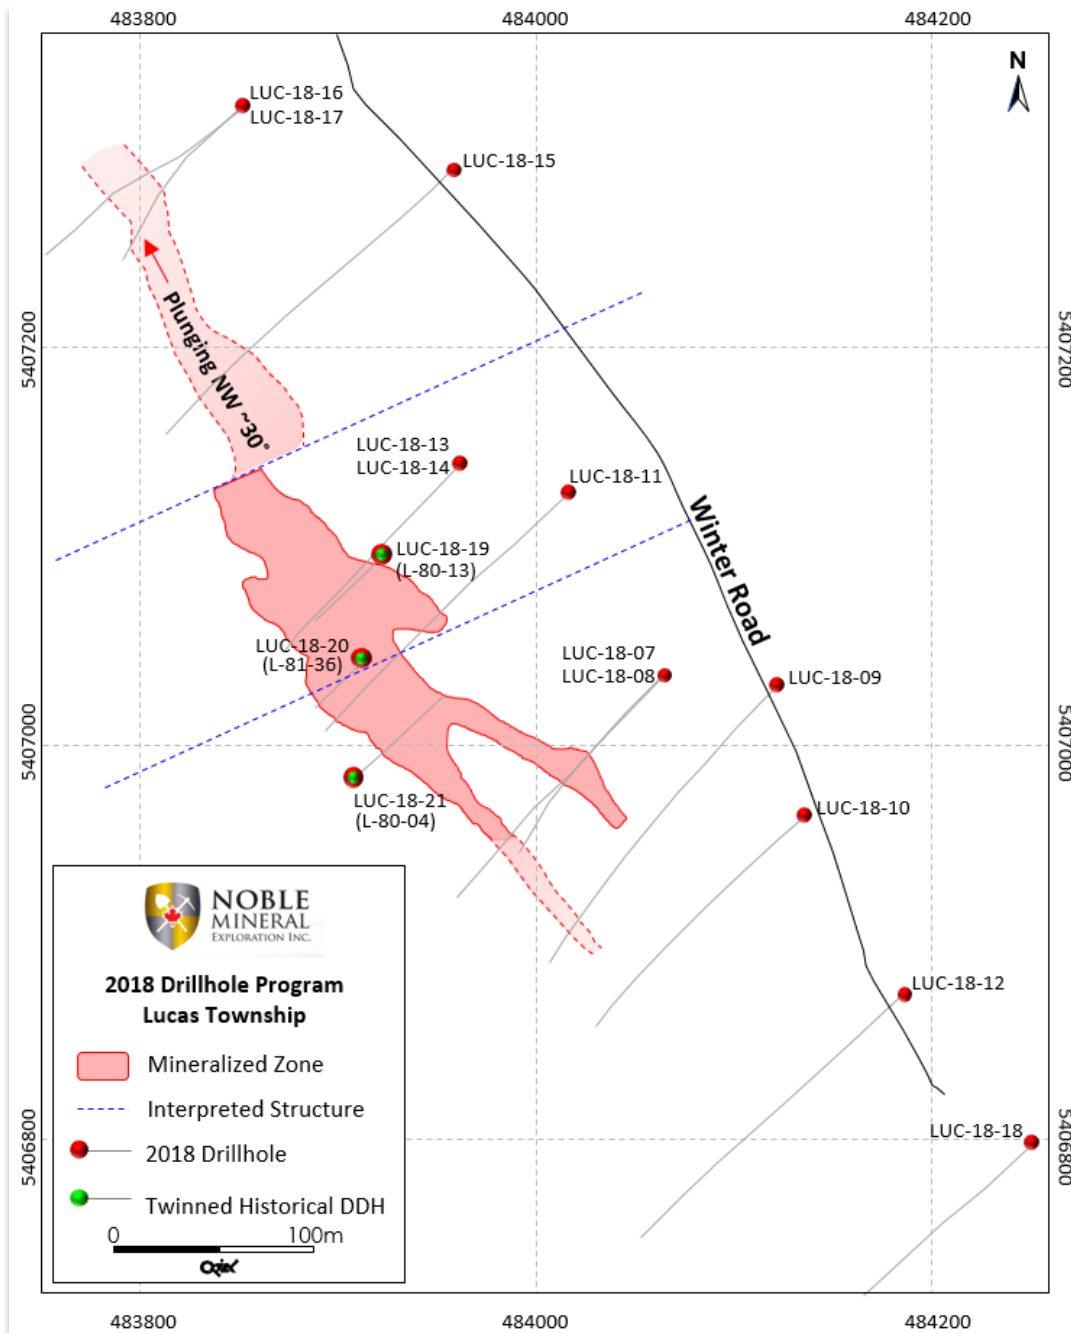 483800
484000
484200
N
LUC-18-16
LUC-18-17
LUC-18-15
5407200
5407200
Plunging NW ~30°
LUC-18-13
LUC-18-14
LUC-18-11
Winter Road
LUC-18-19
(L-80-13)
LUC-18-20
(L-81-36)
LUC-18-07
LUC-18-08
LUC-18-09
5407000
5407000
LUC-18-21
(L-80-04)
LUC-18-10
NOBLE
MINERAL
EXPLORATION INC.
2018 Drillhole Program
Lucas Township
Mineralized Zone
Interpreted Structure
2018 Drillhole
Twinned Historical DDH
0
100m
LUC-18-12
LUC-18-18
5406800
5406800
483800
484000
484200